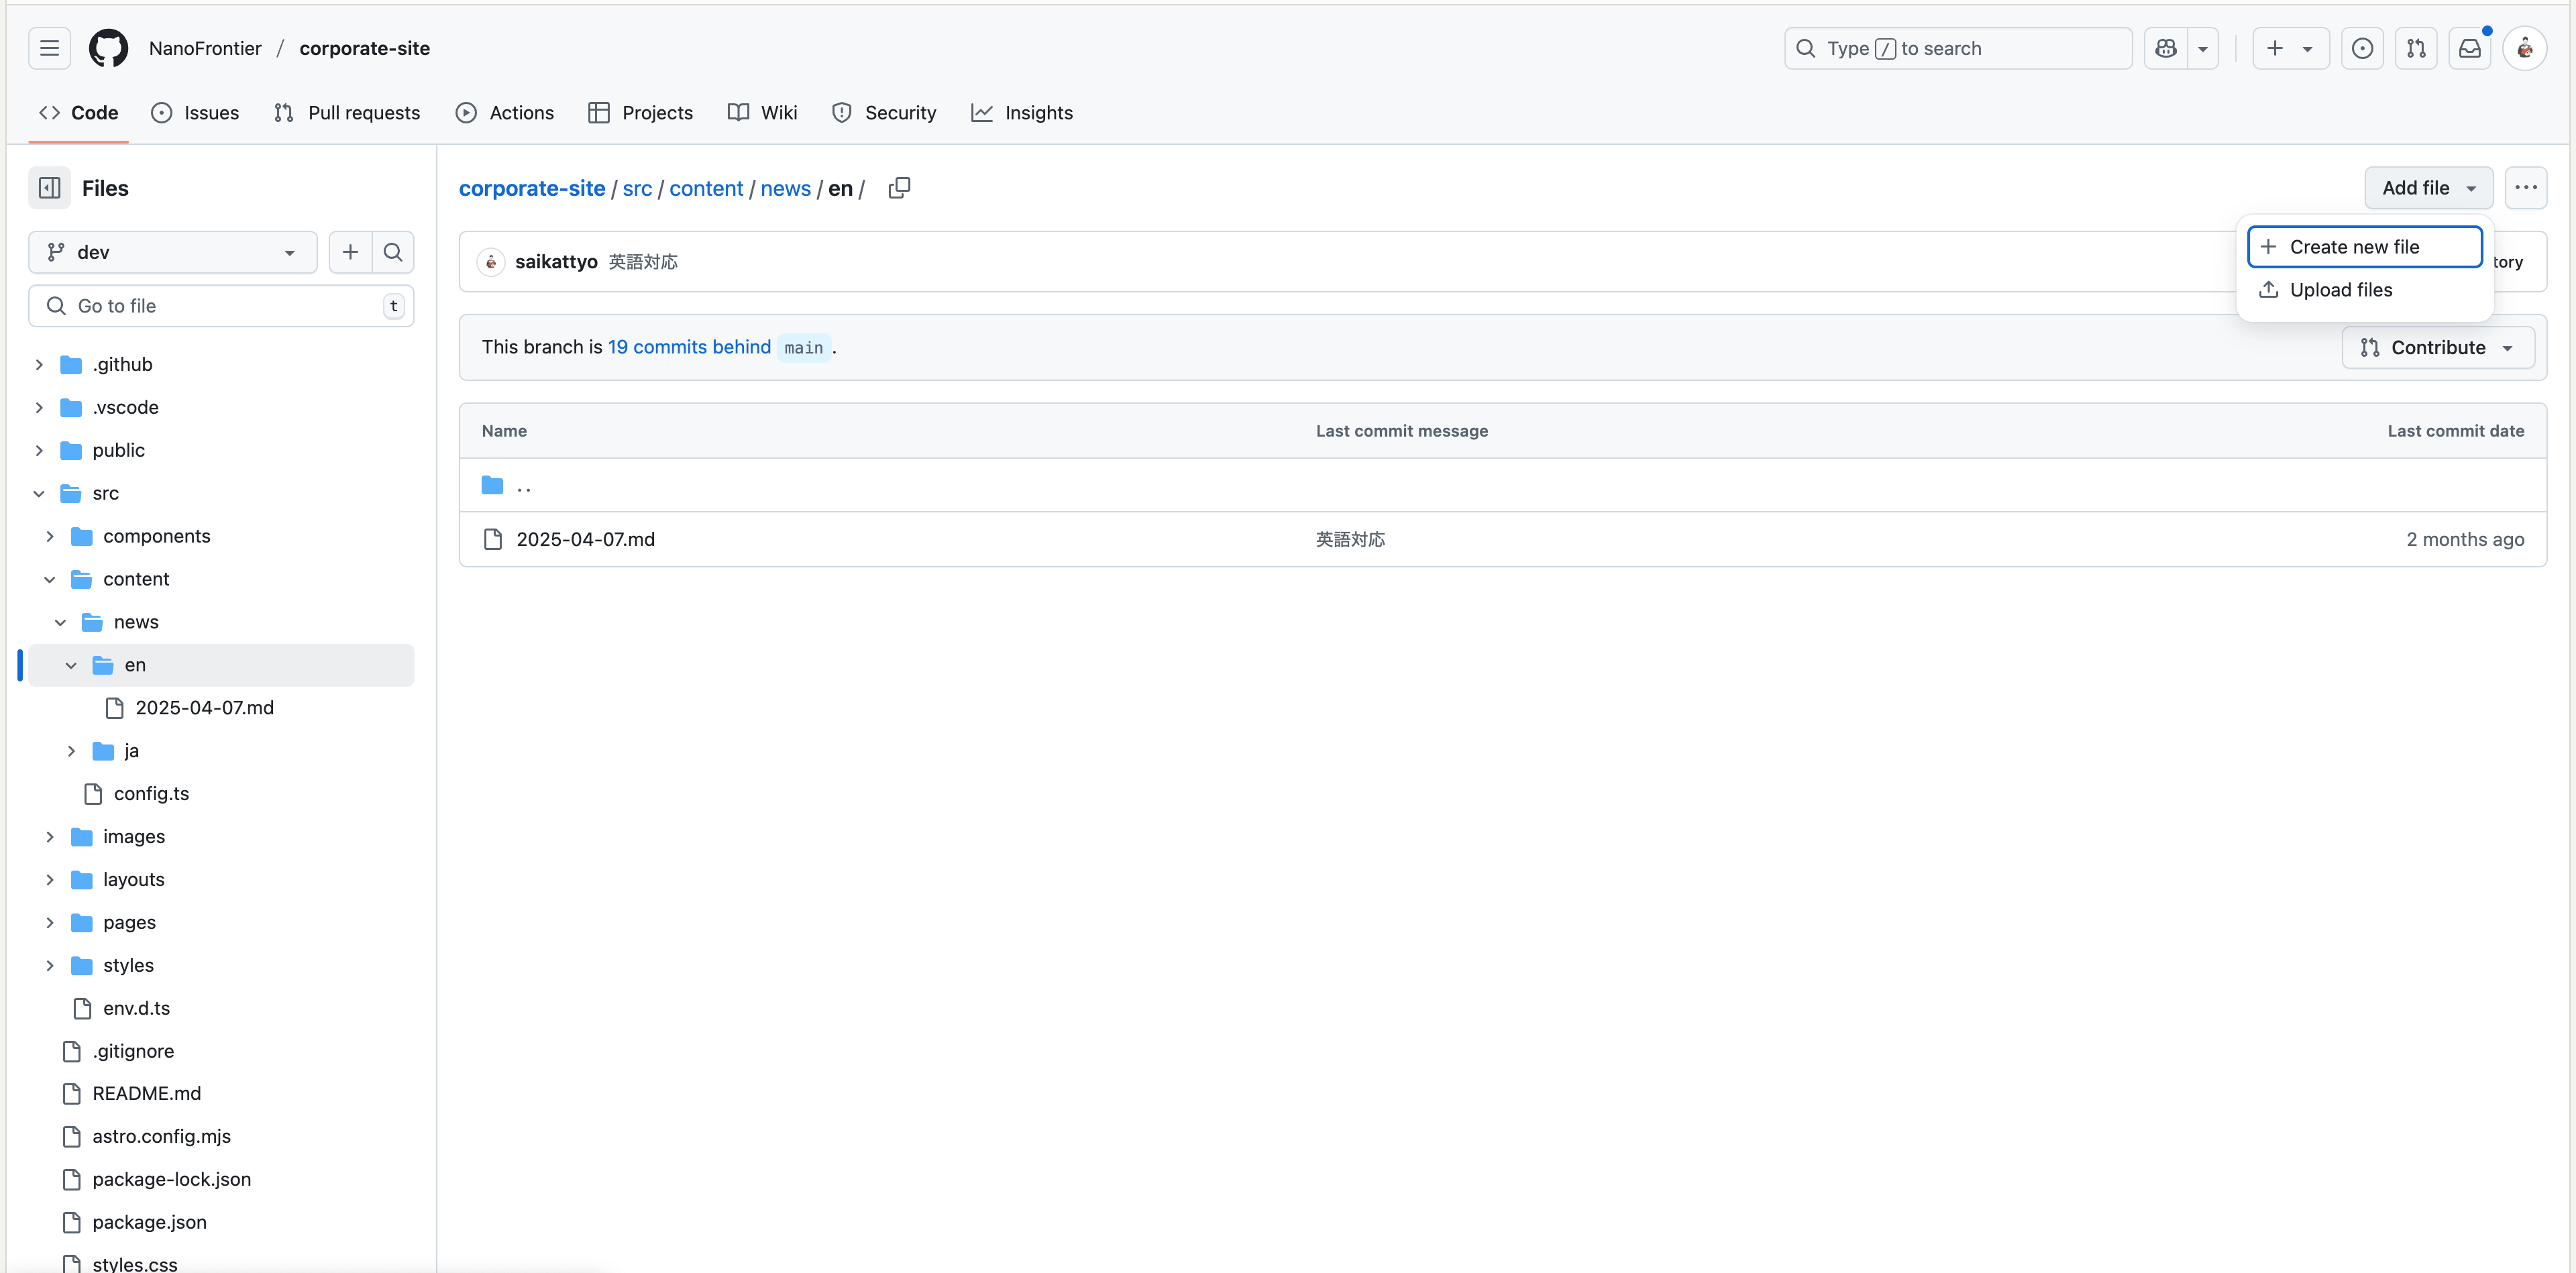 NanoFrontier / corporate-site
Type / to search
Code
Issues
Pull requests
Actions
Projects
Wiki
Security
Insights
Files
dev
Go to file
t
.github
.vscode
public
src
components
content
news
en
2025-04-07.md
ja
config.ts
images
layouts
pages
styles
env.d.ts
.gitignore
README.md
astro.config.mjs
package-lock.json
package.json
styles.css
corporate-site / src / content / news / en /
Add file
Create new file
Upload files
saikattyo 英語対応
tory
This branch is 19 commits behind main .
Contribute
Name Last commit message Last commit date
..
2025-04-07.md 英語対応 2 months ago